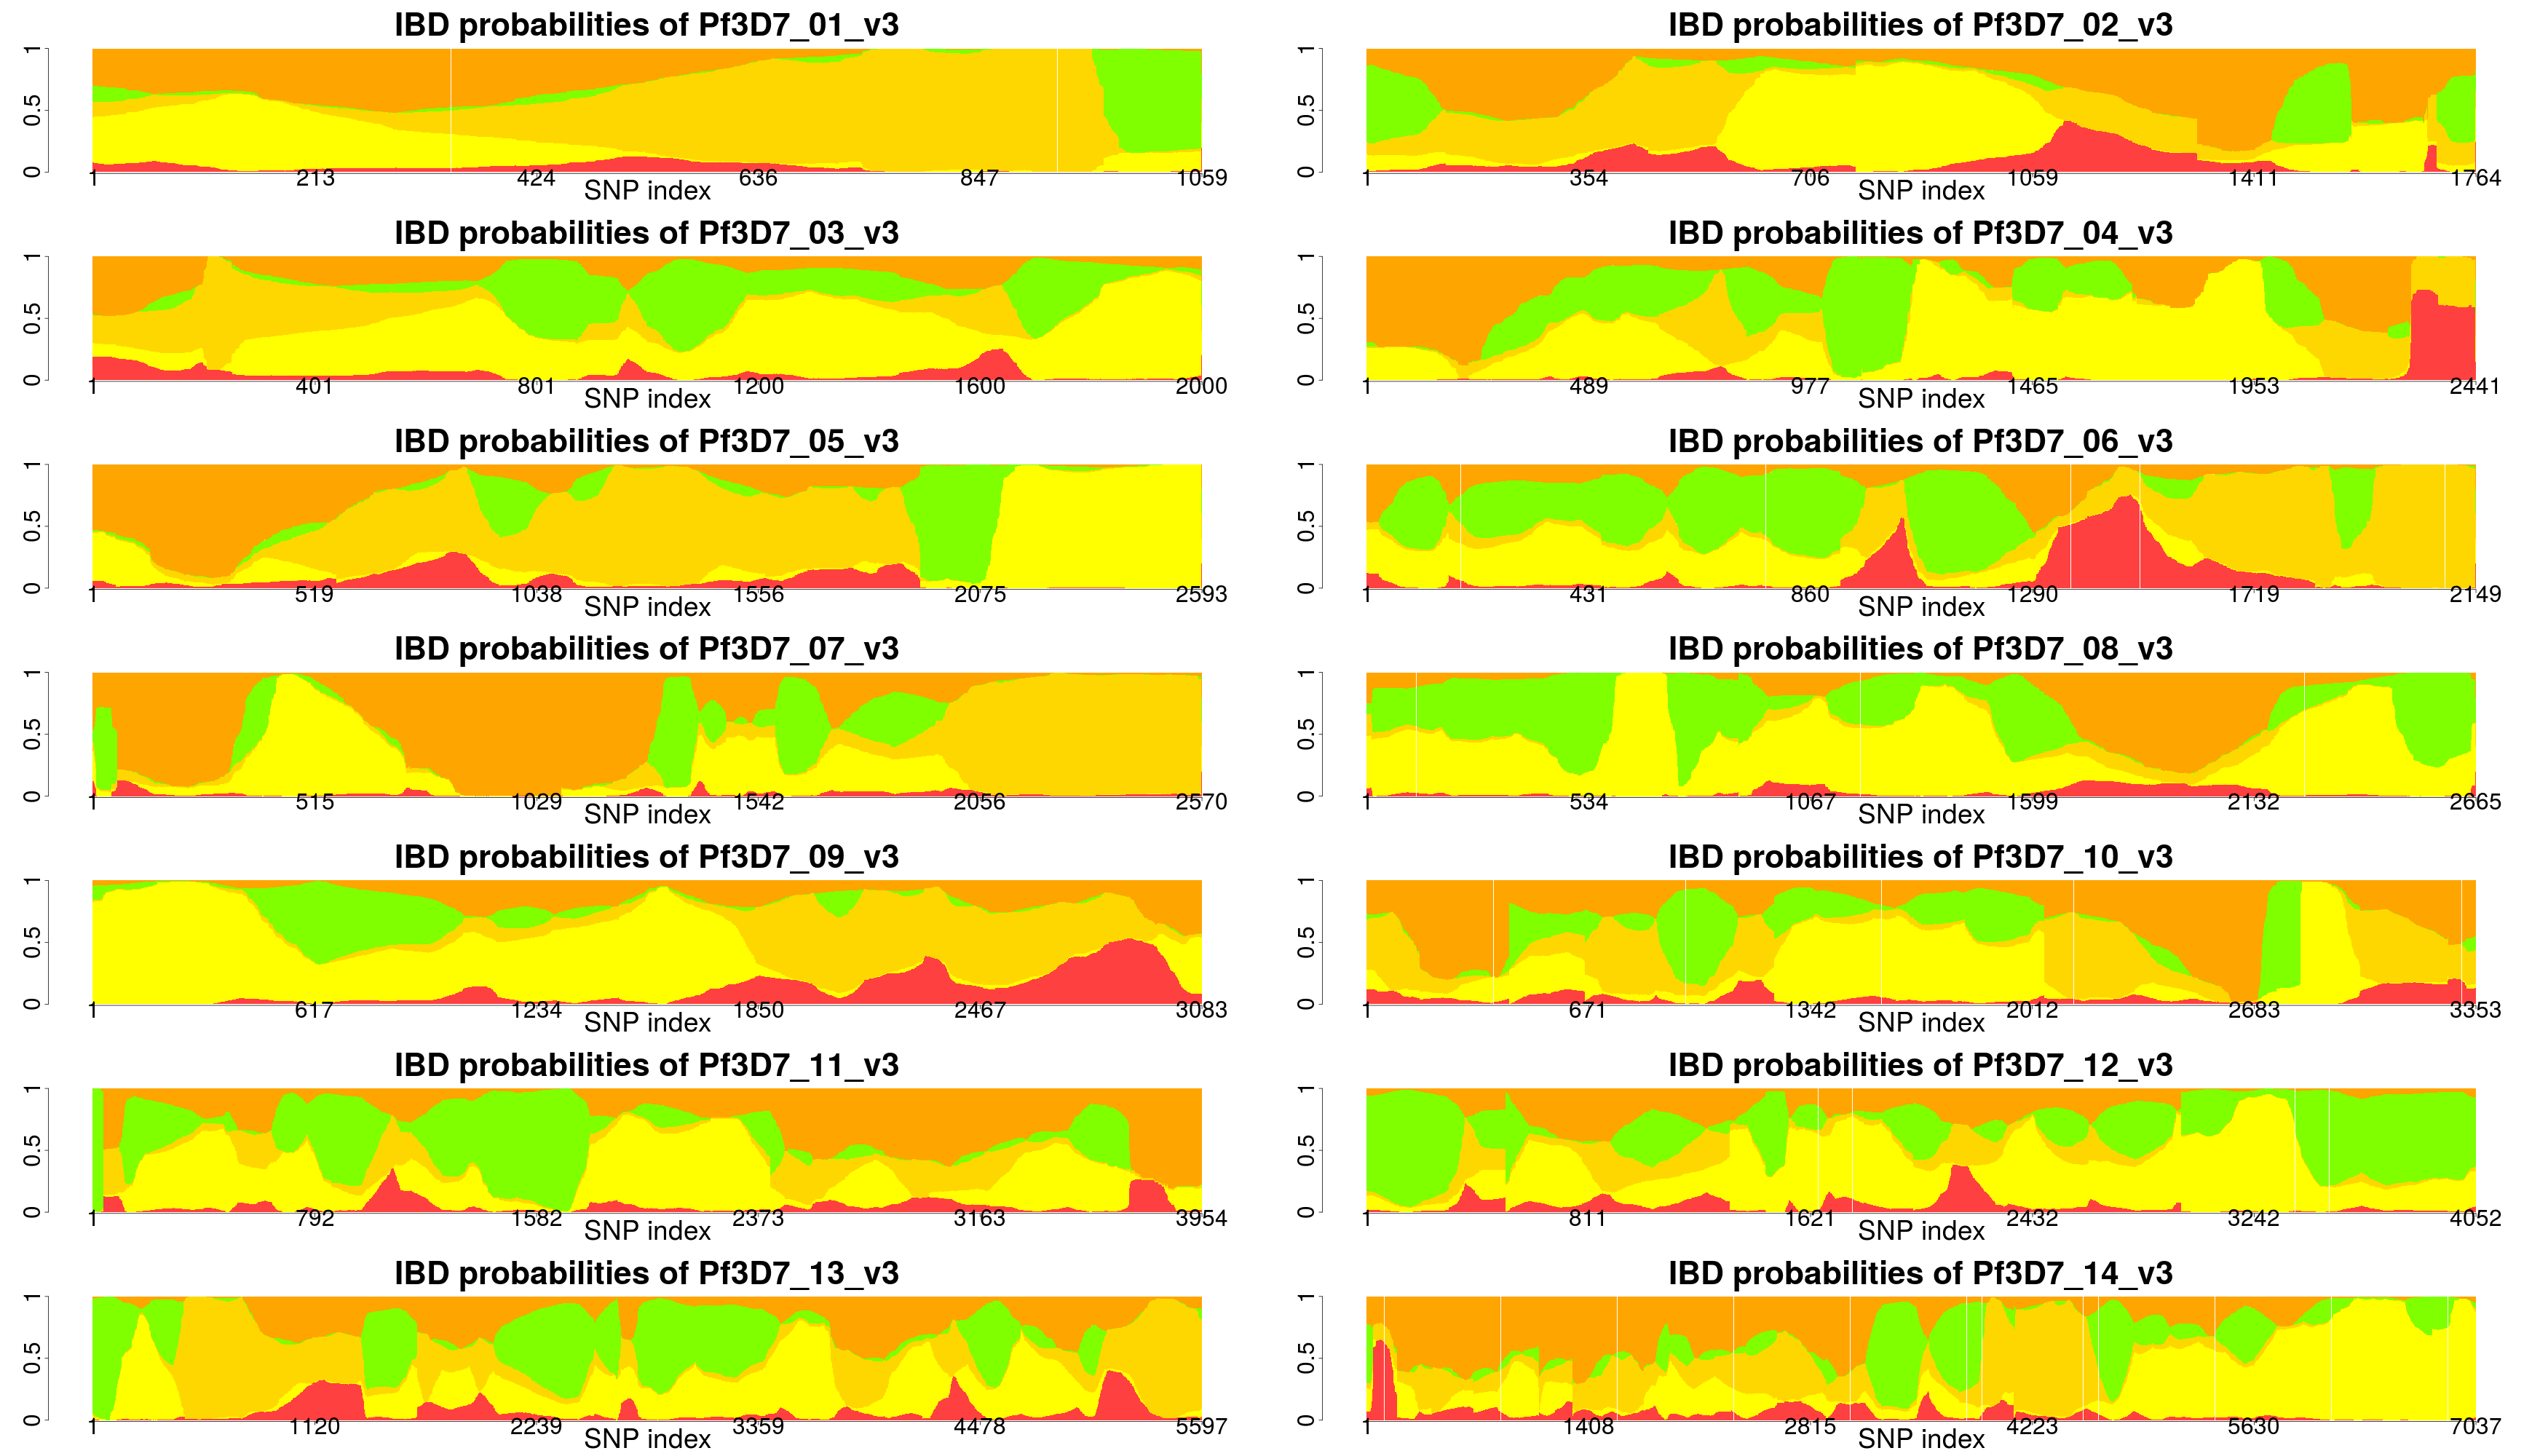 IBD probabilities of Pf3D7_01_v3
0 0.5 1
1 213 424 636 847 1059
SNP index
IBD probabilities of Pf3D7_02_v3
0 0.5 1
1 354 706 1059 1411 1764
SNP index
IBD probabilities of Pf3D7_03_v3
0 0.5 1
1 401 801 1200 1600 2000
SNP index
IBD probabilities of Pf3D7_04_v3
0 0.5 1
1 489 977 1465 1953 2441
SNP index
IBD probabilities of Pf3D7_05_v3
0 0.5 1
1 519 1038 1556 2075 2593
SNP index
IBD probabilities of Pf3D7_06_v3
0 0.5 1
1 431 860 1290 1719 2149
SNP index
IBD probabilities of Pf3D7_07_v3
0 0.5 1
1 515 1029 1542 2056 2570
SNP index
IBD probabilities of Pf3D7_08_v3
0 0.5 1
1 534 1067 1599 2132 2665
SNP index
IBD probabilities of Pf3D7_09_v3
0 0.5 1
1 617 1234 1850 2467 3083
SNP index
IBD probabilities of Pf3D7_10_v3
0 0.5 1
1 671 1342 2012 2683 3353
SNP index
IBD probabilities of Pf3D7_11_v3
0 0.5 1
1 792 1582 2373 3163 3954
SNP index
IBD probabilities of Pf3D7_12_v3
0 0.5 1
1 811 1621 2432 3242 4052
SNP index
IBD probabilities of Pf3D7_13_v3
0 0.5 1
1 1120 2239 3359 4478 5597
SNP index
IBD probabilities of Pf3D7_14_v3
0 0.5 1
1 1408 2815 4223 5630 7037
SNP index